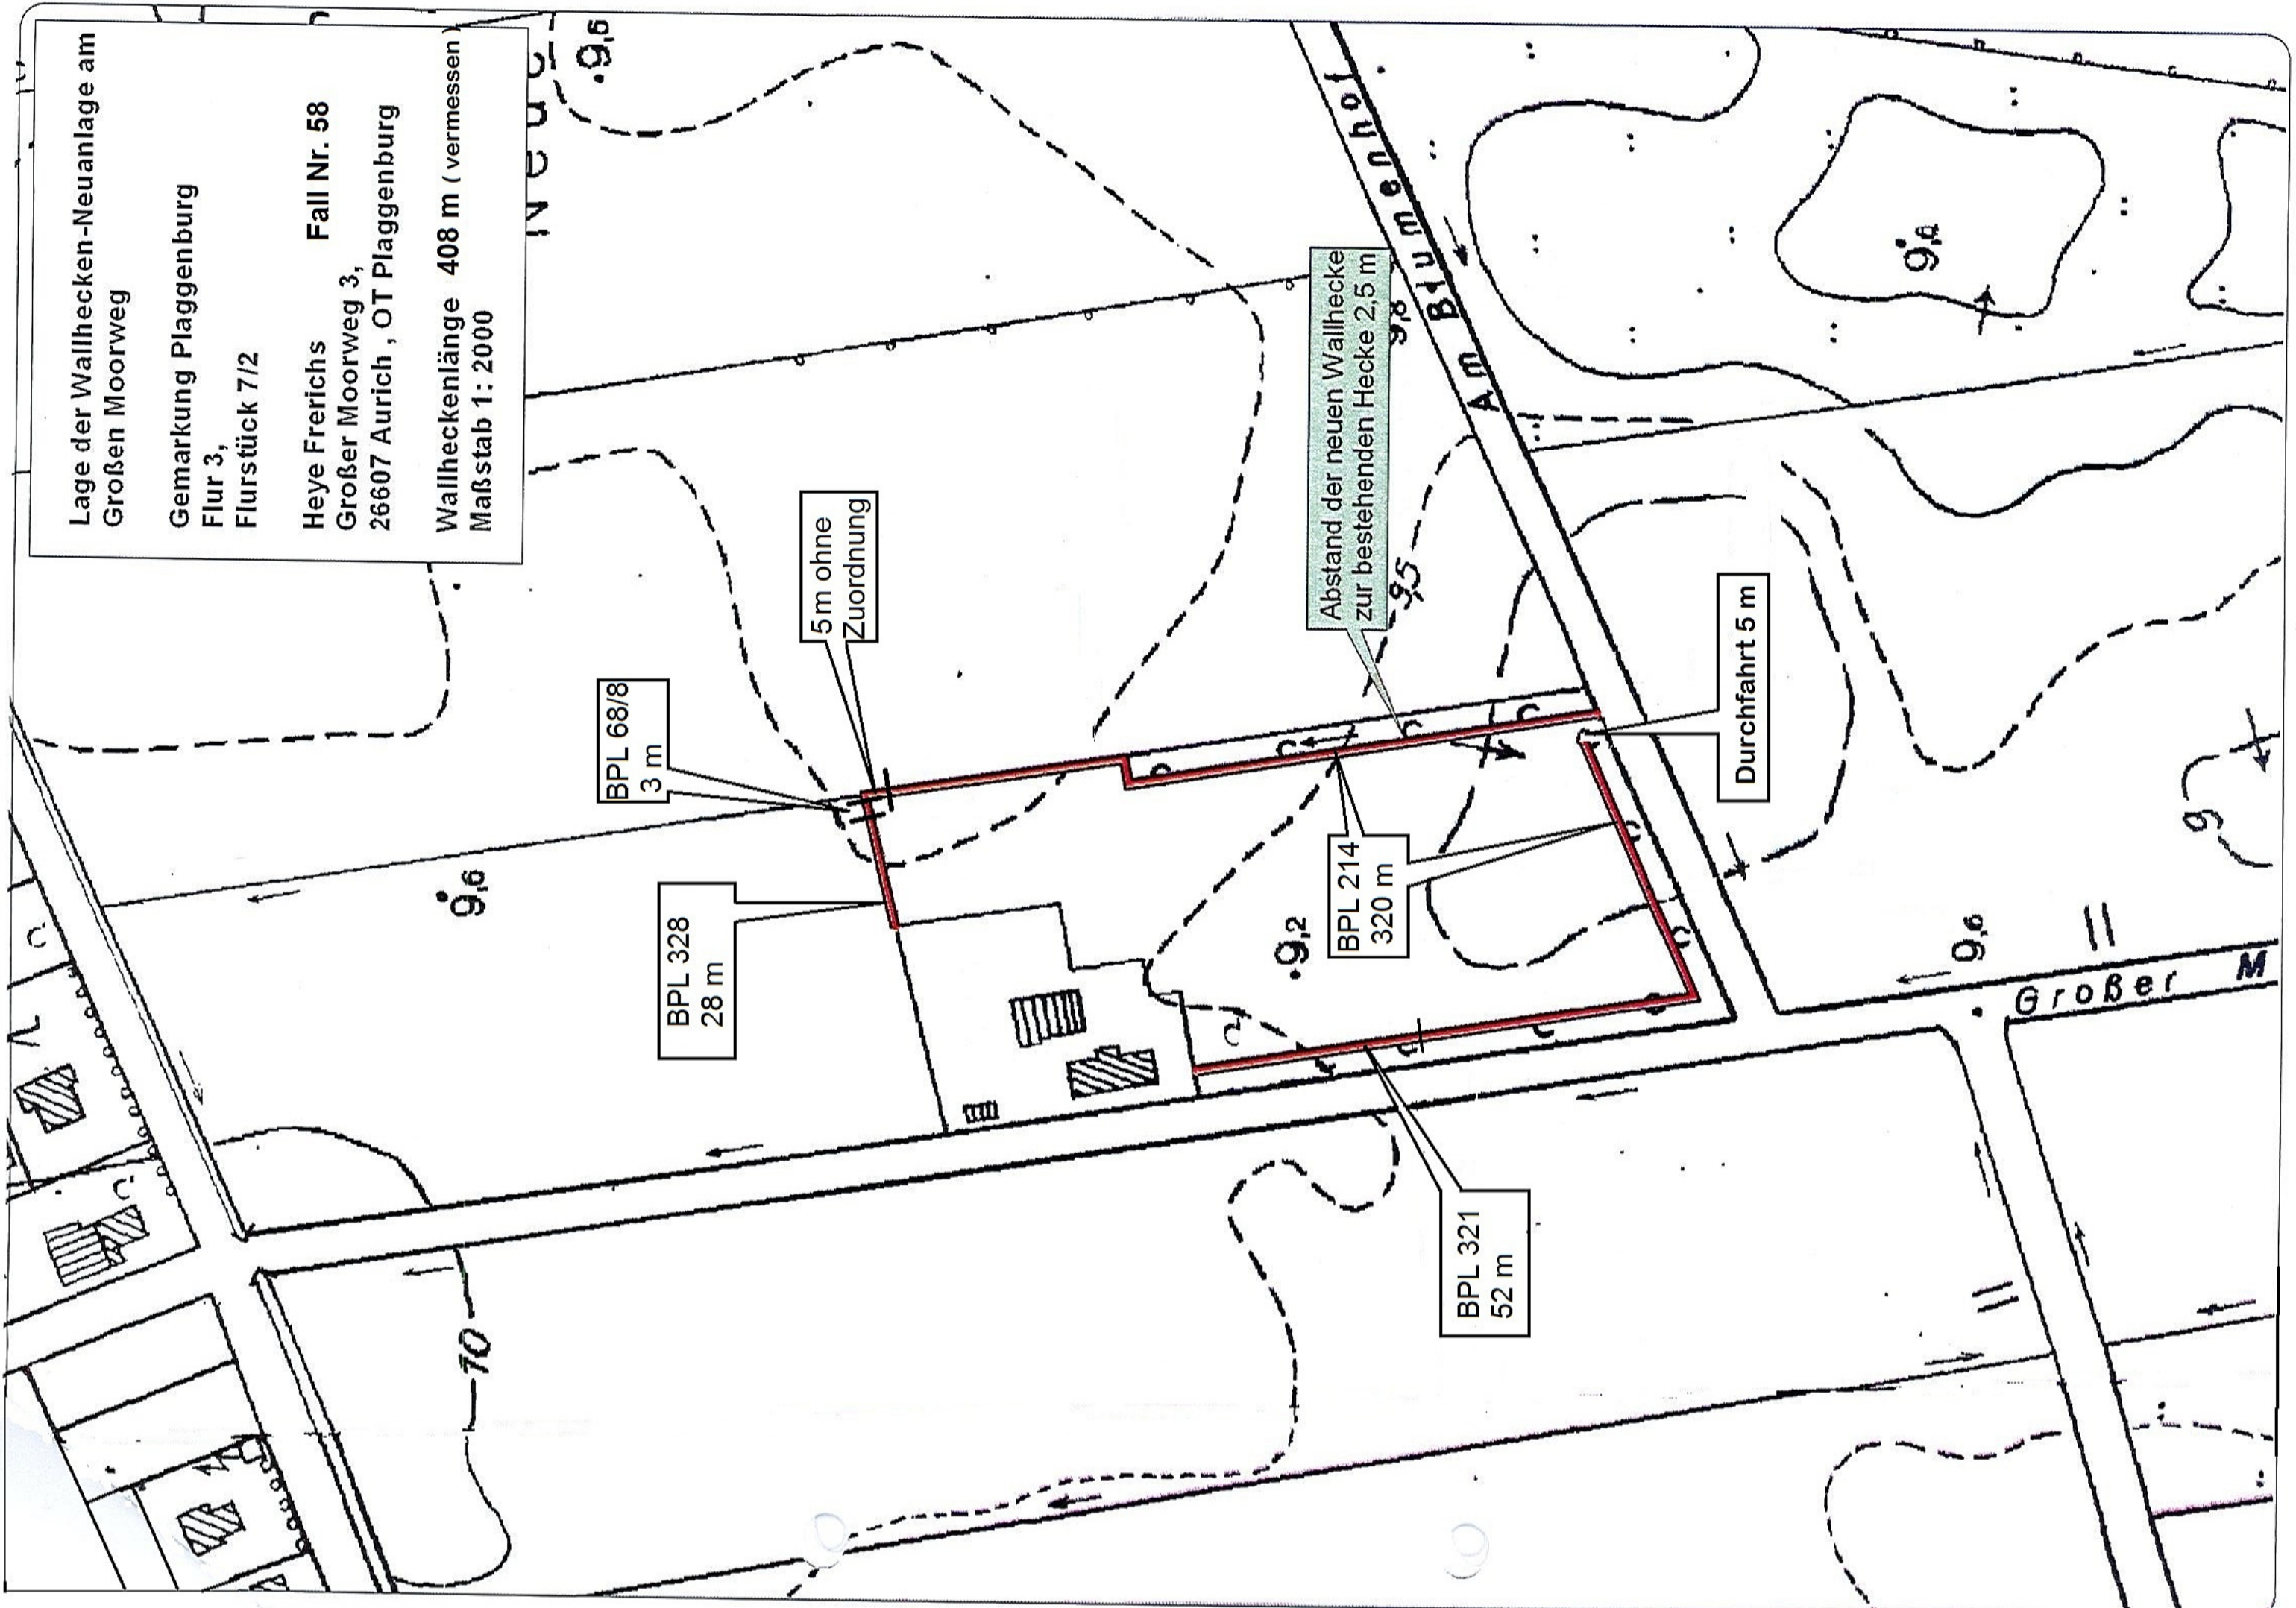 Lage der Wallhecken-Neuanlage am
Großen Moorweg
Gemarkung Plaggenburg
Flur 3,
Flurstück 7/2
Heye Frerichs Fall Nr. 58
Großer Moorweg 3,
26607 Aurich , OT Plaggenburg
Wallheckenlänge 408 m ( vermessen )
Maßstab 1: 2000
9,6
5m ohne
Zuordnung
BPL 68/8
3 m
BPL 328
28 m
9,6
Abstand der neuen Wallhecke
zur bestehenden Hecke 2,5 m
9,8
Am Blumenhof
9,5
BPL 214
320 m
9,2
Durchfahrt 5 m
BPL 321
52 m
9
9,6
Großer M
10